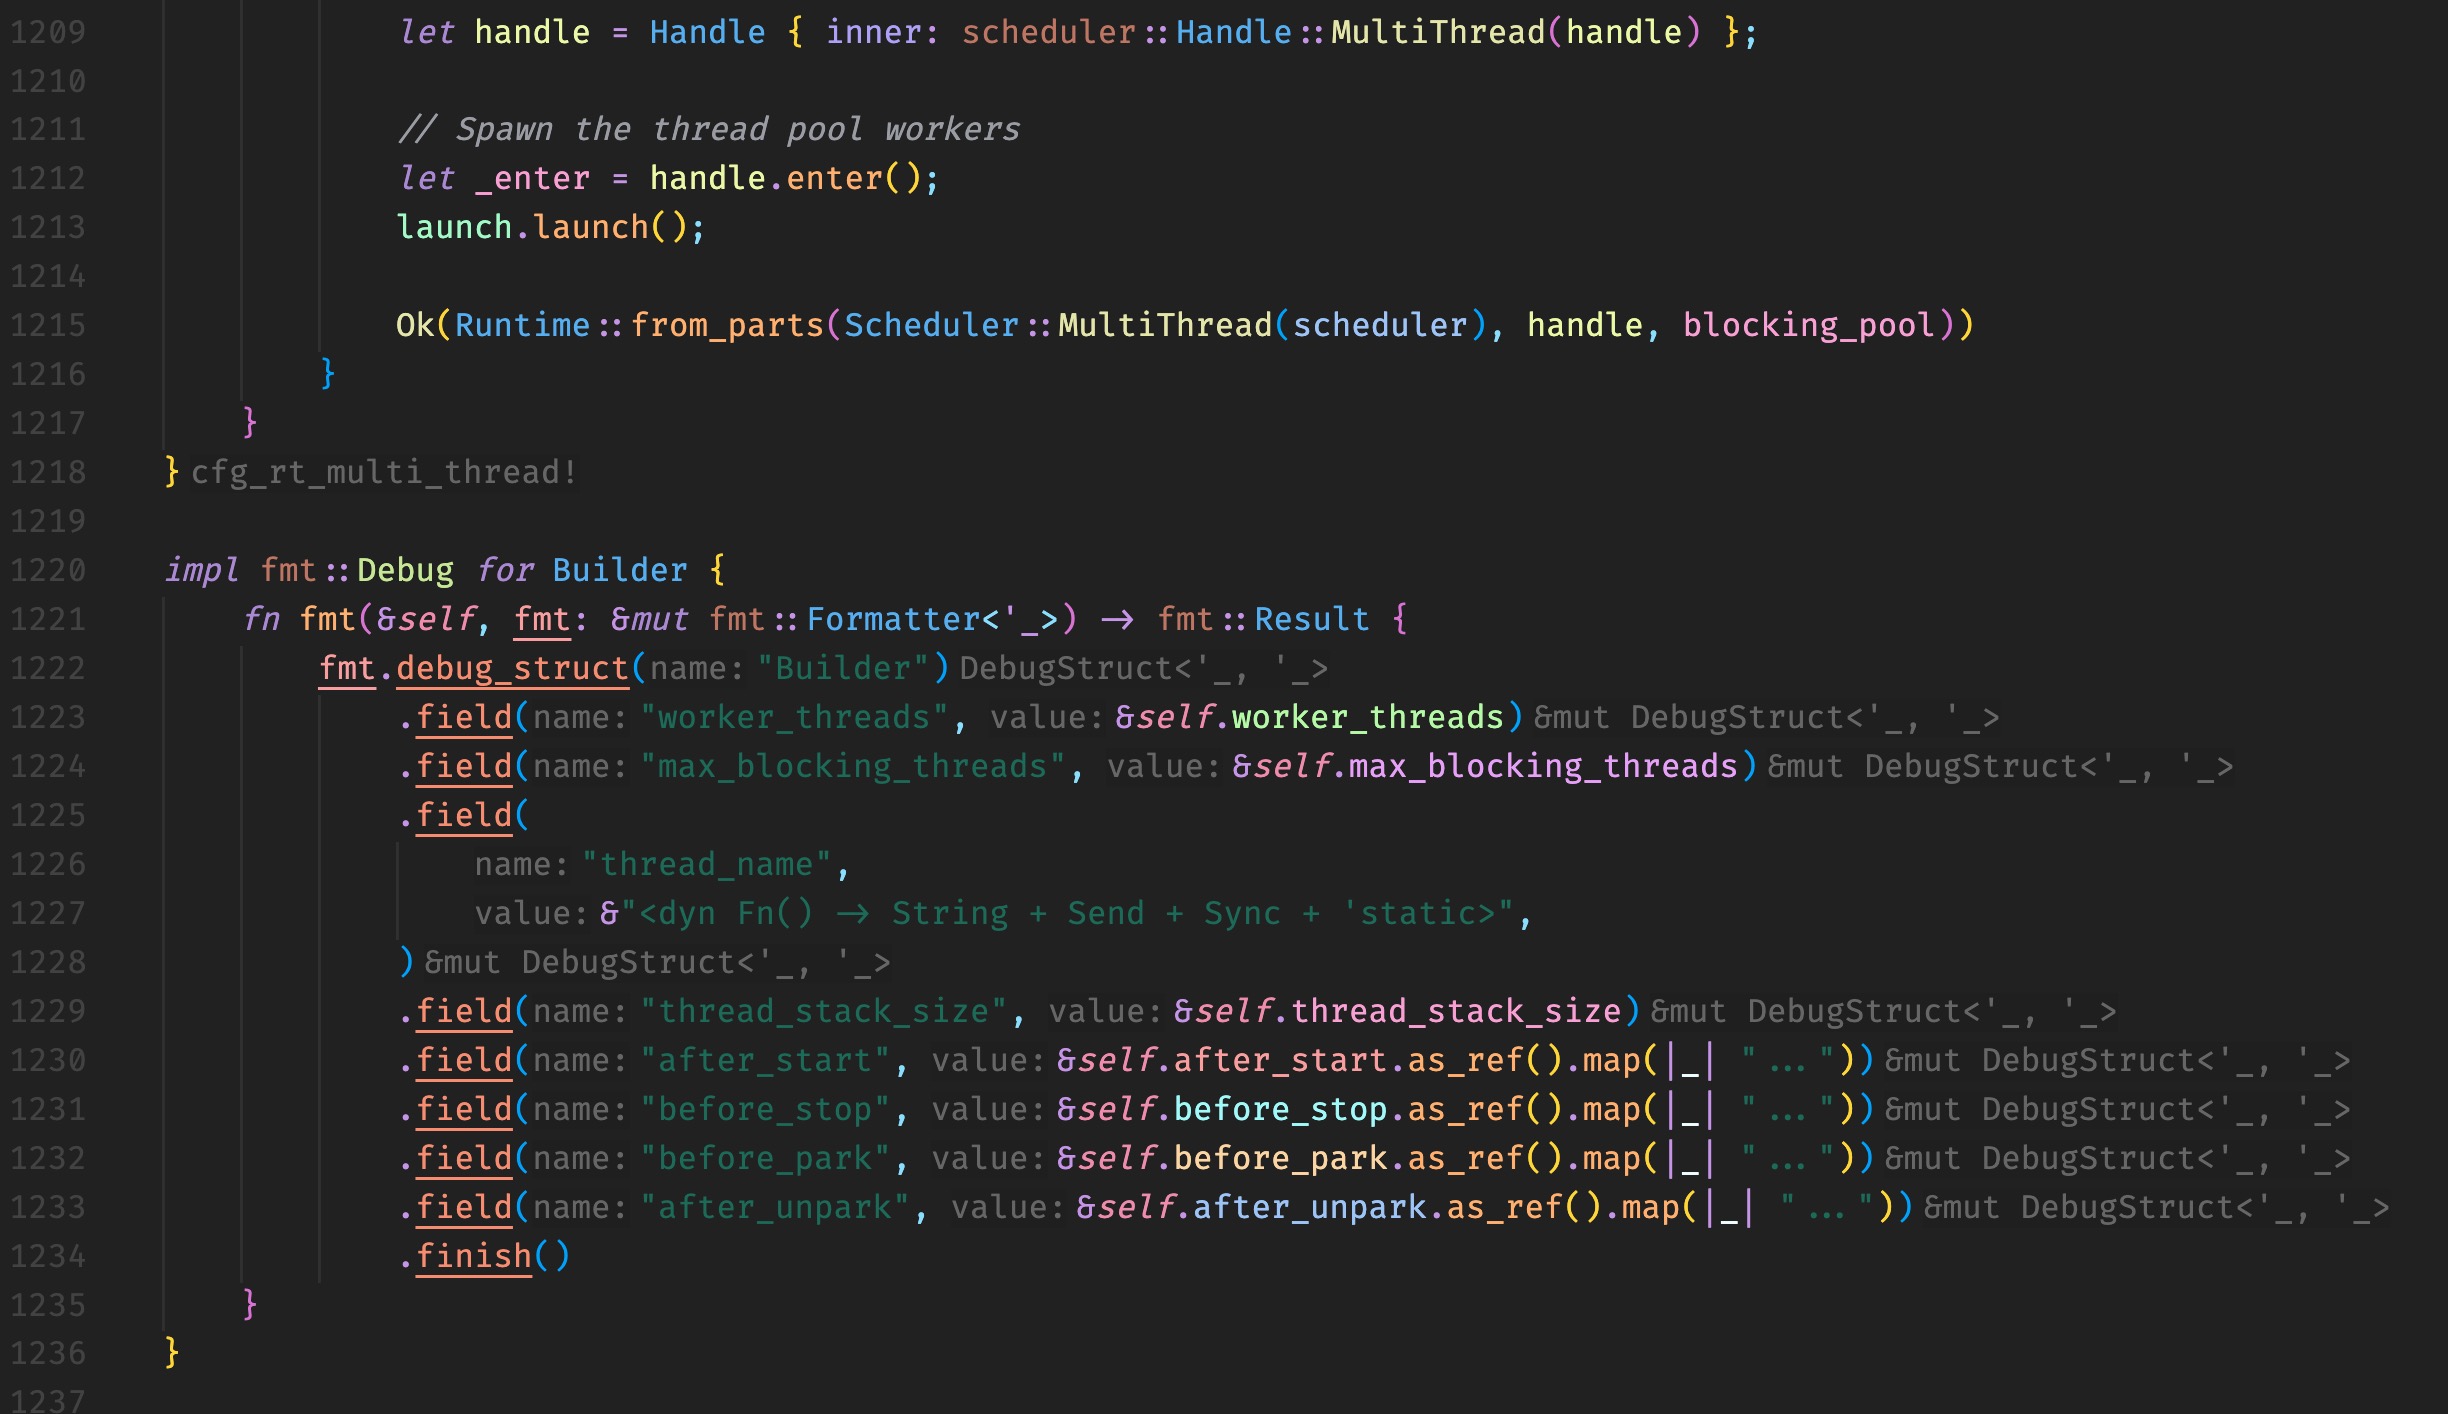 1209 let handle = Handle { inner: scheduler::Handle::MultiThread(handle) };
1210
1211 // Spawn the thread pool workers
1212 let _enter = handle.enter();
1213 launch.launch();
1214
1215 Ok(Runtime::from_parts(Scheduler::MultiThread(scheduler), handle, blocking_pool))
1216 }
1217 }
1218 } cfg_rt_multi_thread!
1219
1220 impl fmt::Debug for Builder {
1221 fn fmt(&self, fmt: &mut fmt::Formatter<'_>) -> fmt::Result {
1222 fmt.debug_struct(name: "Builder") DebugStruct<'_, '_>
1223 .field(name: "worker_threads", value: &self.worker_threads) &mut DebugStruct<'_, '_>
1224 .field(name: "max_blocking_threads", value: &self.max_blocking_threads) &mut DebugStruct<'_, '_>
1225 .field(
1226 name: "thread_name",
1227 value: &"<dyn Fn() -> String + Send + Sync + 'static>",
1228 ) &mut DebugStruct<'_, '_>
1229 .field(name: "thread_stack_size", value: &self.thread_stack_size) &mut DebugStruct<'_, '_>
1230 .field(name: "after_start", value: &self.after_start.as_ref().map(|_| "...")) &mut DebugStruct<'_, '_>
1231 .field(name: "before_stop", value: &self.before_stop.as_ref().map(|_| "...")) &mut DebugStruct<'_, '_>
1232 .field(name: "before_park", value: &self.before_park.as_ref().map(|_| "...")) &mut DebugStruct<'_, '_>
1233 .field(name: "after_unpark", value: &self.after_unpark.as_ref().map(|_| "...")) &mut DebugStruct<'_, '_>
1234 .finish()
1235 }
1236 }
1237